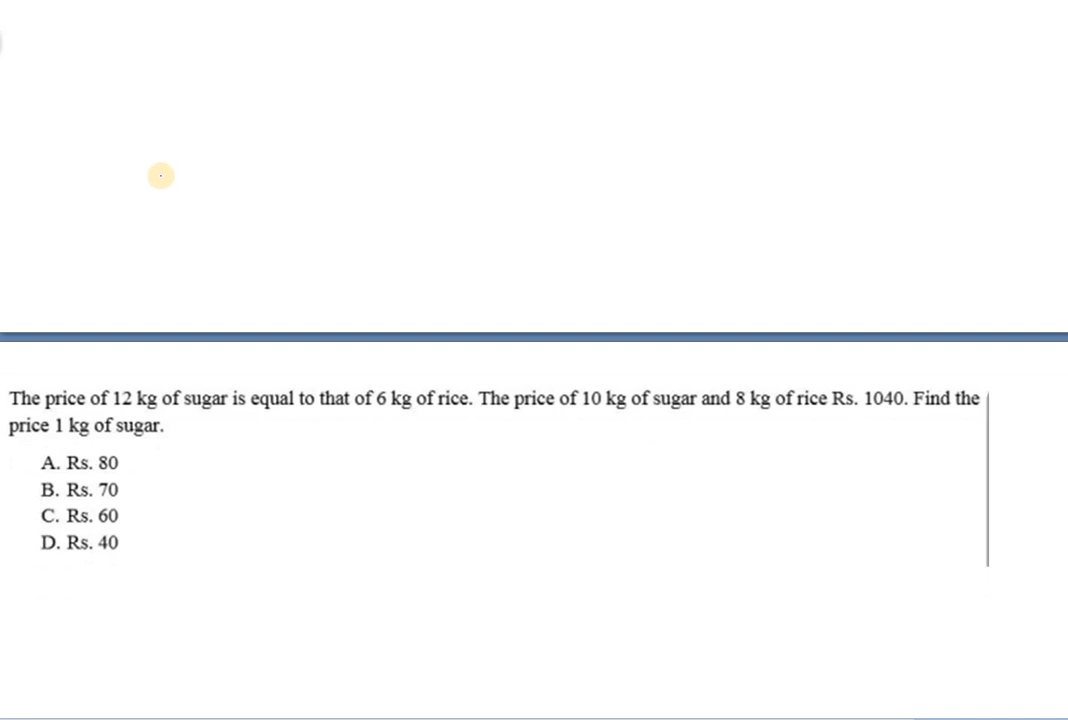 The price of 12 kg of sugar is equal to that of 6 kg of rice. The price of 10 kg of sugar and 8 kg of rice Rs. 1040. Find the
price 1 kg of sugar.
A. Rs. 80
B. Rs. 70
C. Rs. 60
D. Rs. 40